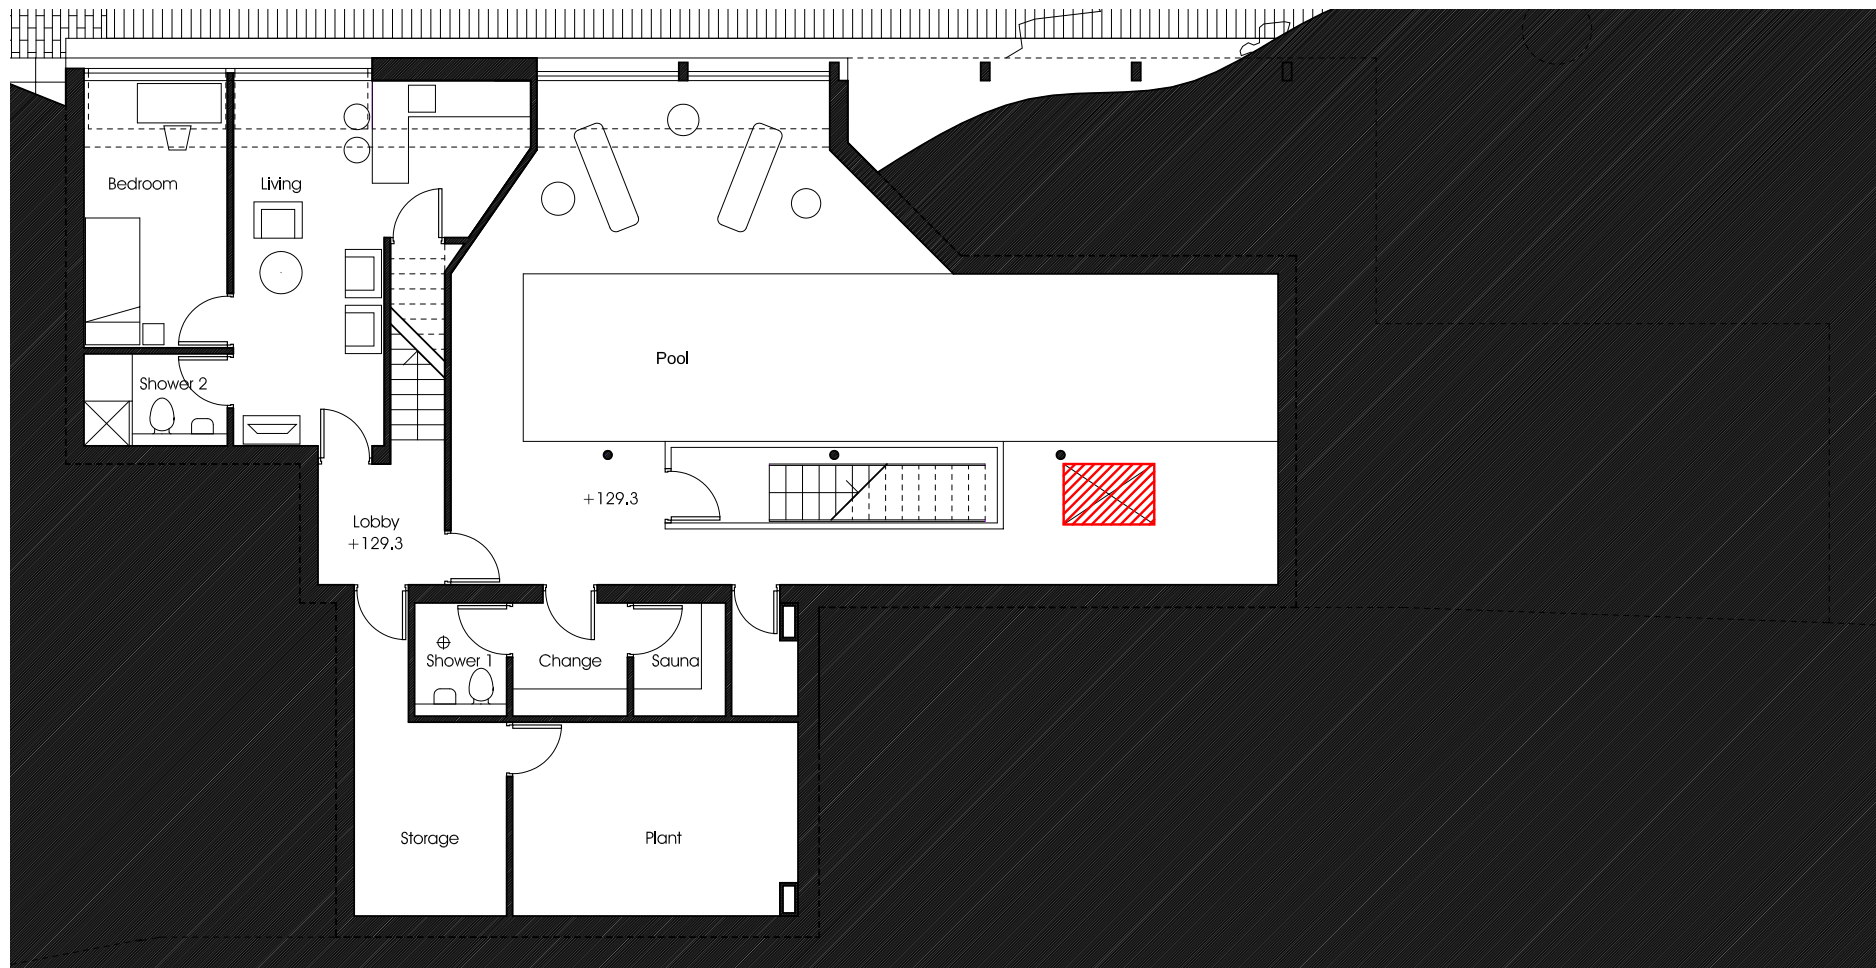 Bedroom
Living
Pool
Shower 2
+129.3
Lobby
+129.3
Shower 1
Change
Sauna
Storage
Plant